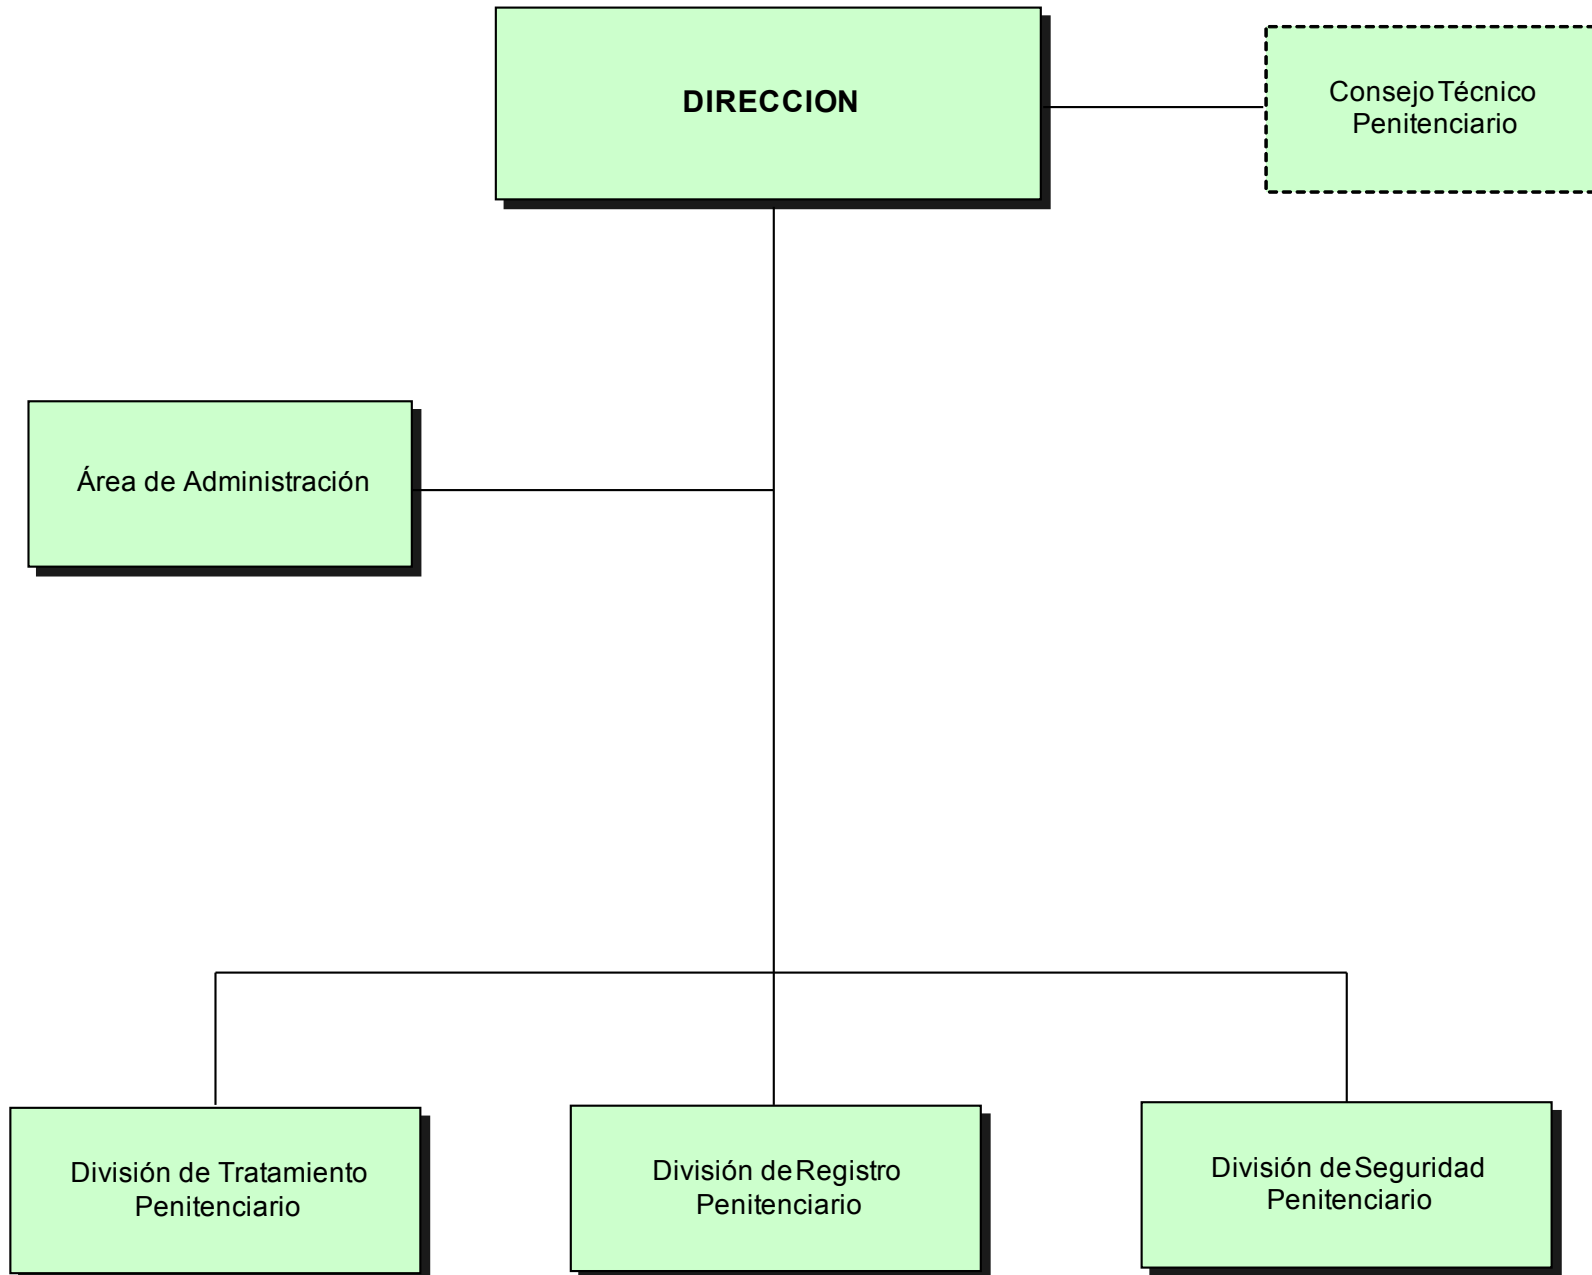 DIRECCION
Consejo Técnico
Penitenciario
Área de Administración
División de Tratamiento
Penitenciario
División de Registro
Penitenciario
División de Seguridad
Penitenciario